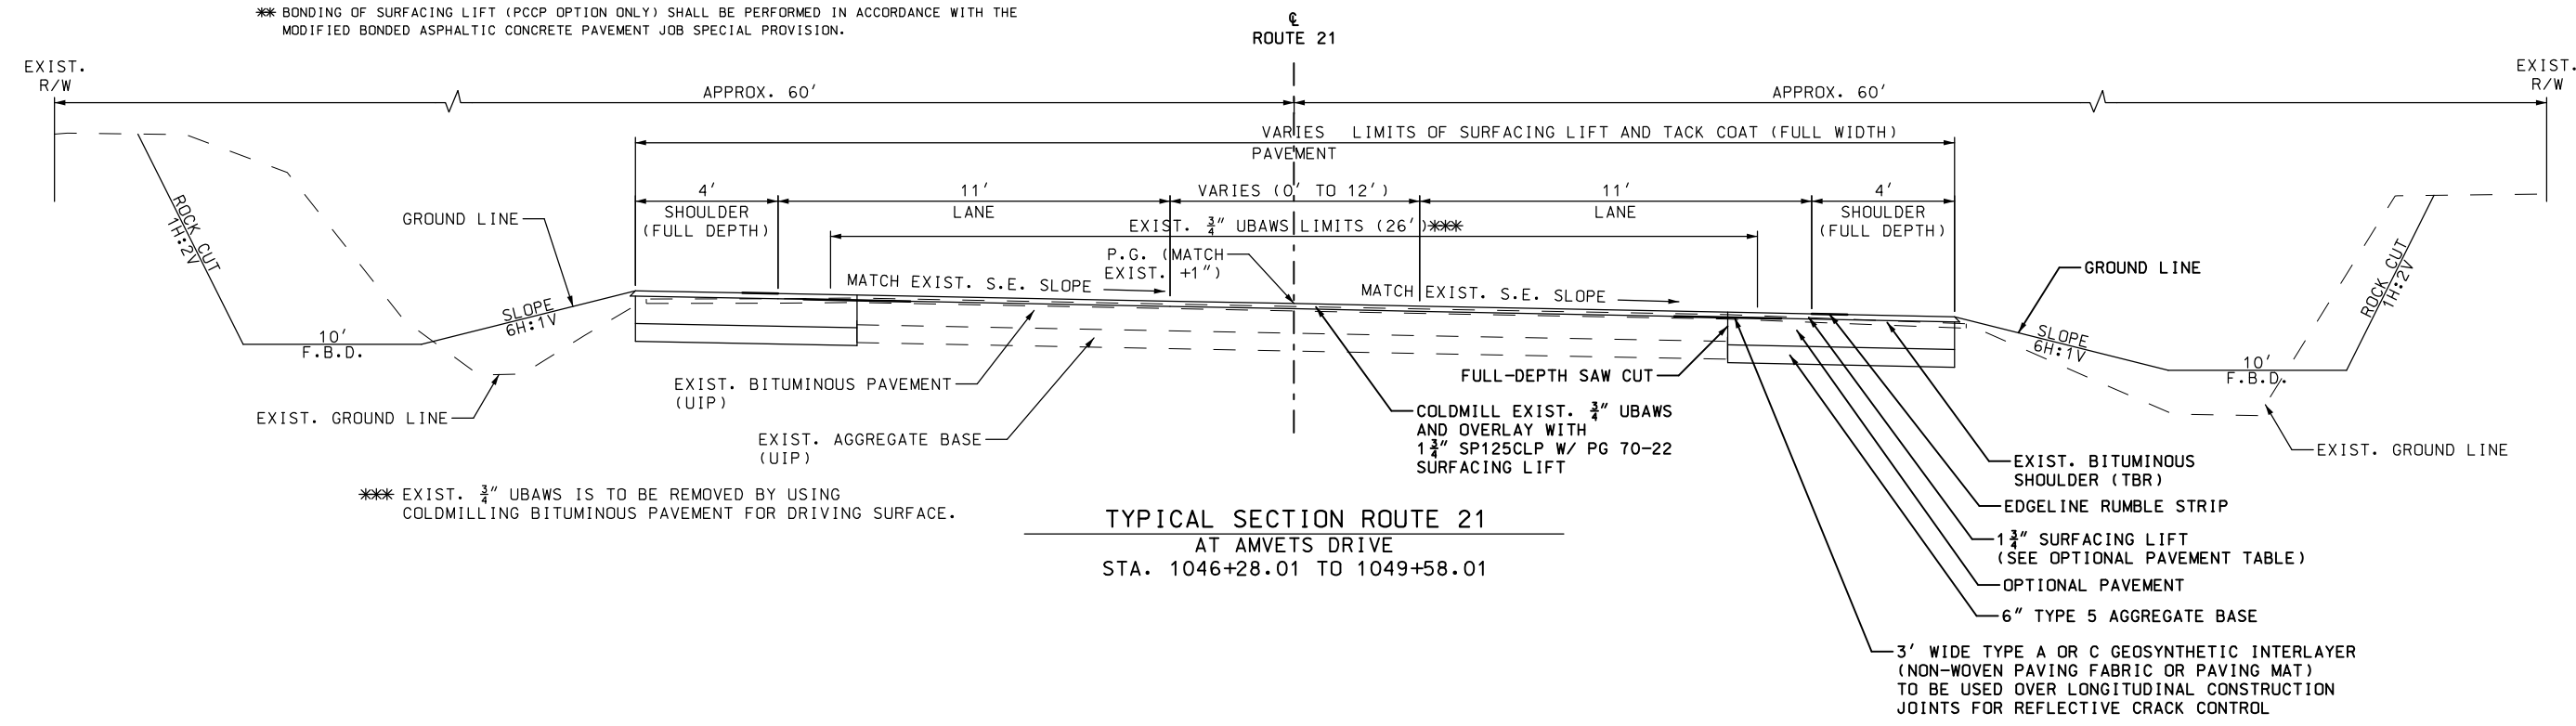 ** BONDING OF SURFACING LIFT (PCCP OPTION ONLY) SHALL BE PERFORMED IN ACCORDANCE WITH THE
MODIFIED BONDED ASPHALTIC CONCRETE PAVEMENT JOB SPECIAL PROVISION.
℄
ROUTE 21
EXIST.
R/W
EXIST.
R/W
APPROX. 60'
APPROX. 60'
VARIES LIMITS OF SURFACING LIFT AND TACK COAT (FULL WIDTH)
PAVEMENT
4'
SHOULDER
(FULL DEPTH)
11'
LANE
VARIES (0' TO 12')
11'
LANE
4'
SHOULDER
(FULL DEPTH)
EXIST. 3/4" UBAWS LIMITS (26')***
ROCK CUT
1H:2V
GROUND LINE
P.G. (MATCH
EXIST. +1")
MATCH EXIST. S.E. SLOPE
MATCH EXIST. S.E. SLOPE
GROUND LINE
ROCK CUT
1H:2V
SLOPE
6H:1V
10'
F.B.D.
SLOPE
6H:1V
10'
F.B.D.
EXIST. BITUMINOUS PAVEMENT
(UIP)
EXIST. GROUND LINE
EXIST. AGGREGATE BASE
(UIP)
FULL-DEPTH SAW CUT
COLDMILL EXIST. 3/4" UBAWS
AND OVERLAY WITH
1 3/4" SP125CLP W/ PG 70-22
SURFACING LIFT
EXIST. GROUND LINE
EXIST. BITUMINOUS
SHOULDER (TBR)
EDGELINE RUMBLE STRIP
1 3/4" SURFACING LIFT
(SEE OPTIONAL PAVEMENT TABLE)
OPTIONAL PAVEMENT
6" TYPE 5 AGGREGATE BASE
3' WIDE TYPE A OR C GEOSYNTHETIC INTERLAYER
(NON-WOVEN PAVING FABRIC OR PAVING MAT)
TO BE USED OVER LONGITUDINAL CONSTRUCTION
JOINTS FOR REFLECTIVE CRACK CONTROL
*** EXIST. 3/4" UBAWS IS TO BE REMOVED BY USING
COLDMILLING BITUMINOUS PAVEMENT FOR DRIVING SURFACE.
TYPICAL SECTION ROUTE 21
AT AMVETS DRIVE
STA. 1046+28.01 TO 1049+58.01